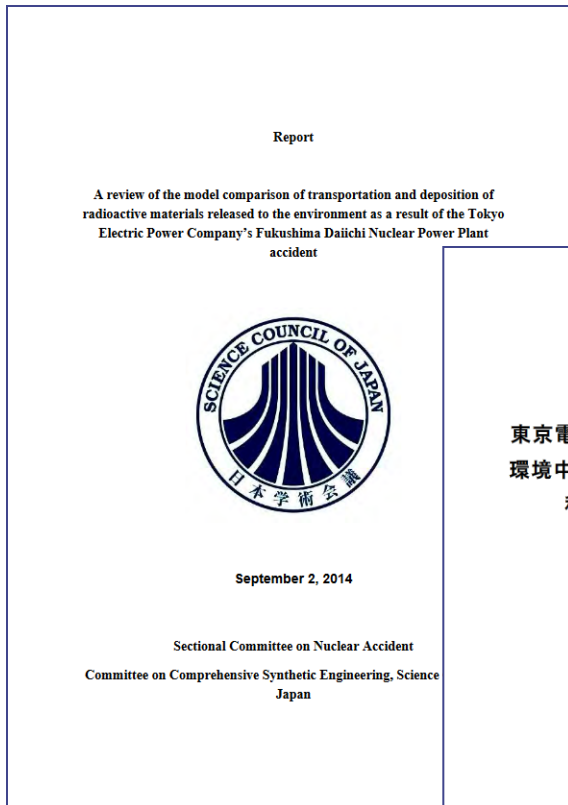 Report
A review of the model comparison of transportation and deposition of
radioactive materials released to the environment as a result of the Tokyo
Electric Power Company's Fukushima Daiichi Nuclear Power Plant
accident
SCIENCE COUNCIL OF JAPAN
日本学術会議
September 2, 2014
Sectional Committee on Nuclear Accident
Committee on Comprehensive Synthetic Engineering, Science
Japan
東京電
環境中